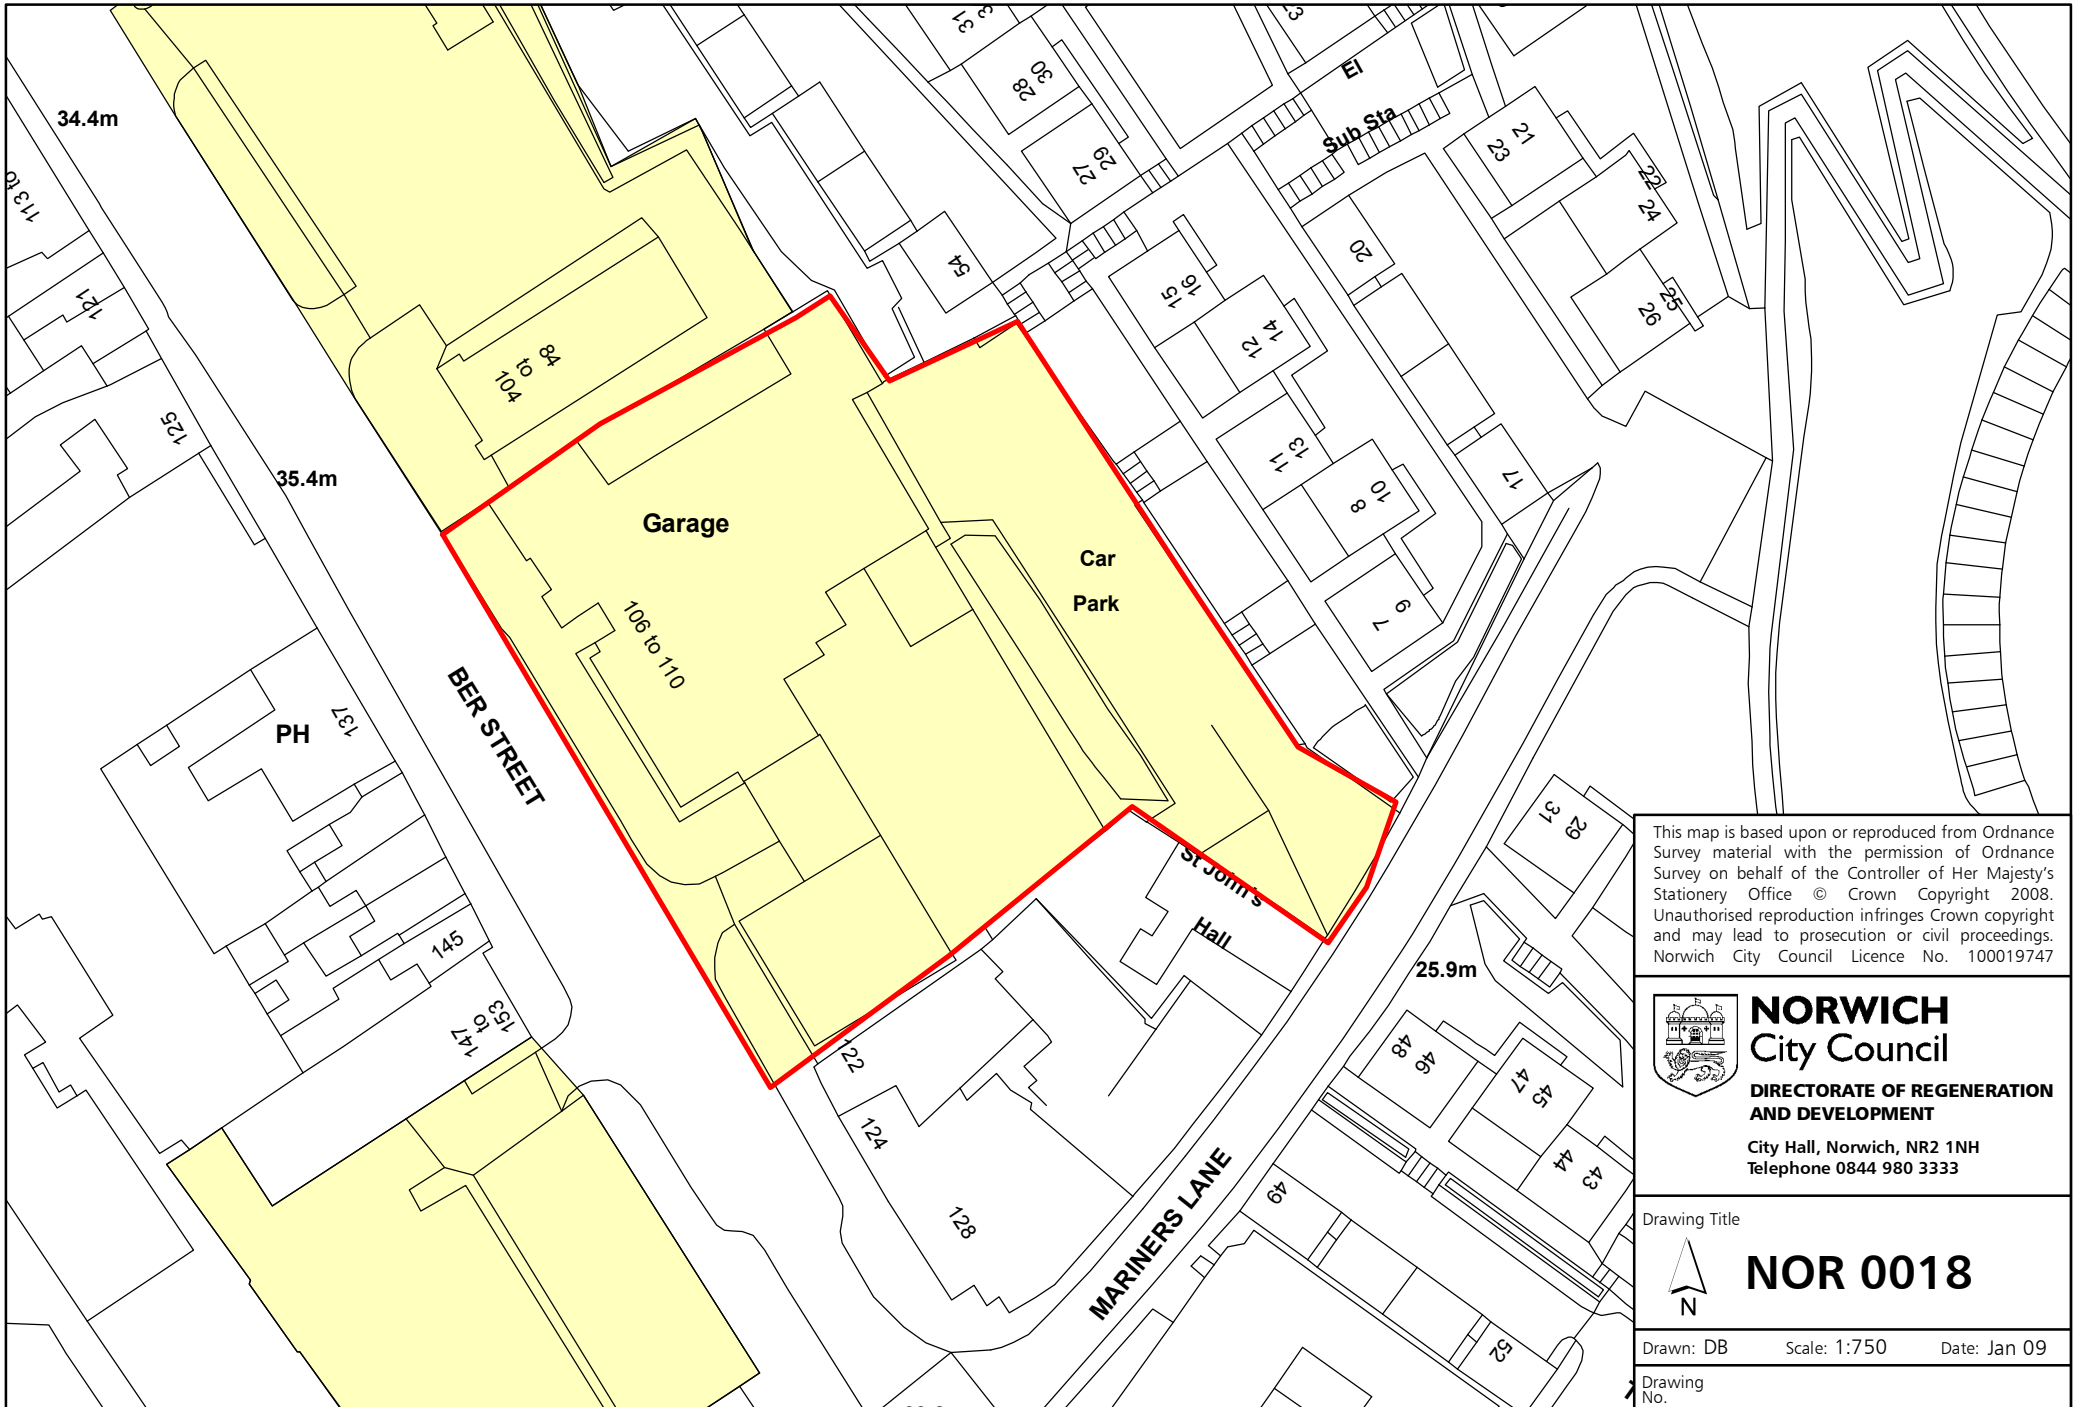 34.4m
113 to
121
125
35.4m
31
30
28
29
27
54
El
Sub Sta
21
23
22
24
25
26
20
16
15
14
12
13
11
10
8
9
7
17
84
to
104
Garage
Car
Park
106 to 110
BER STREET
PH
137
145
153
to
147
St John's
Hall
122
124
128
MARINERS LANE
25.9m
29
31
48
46
47
45
44
43
49
52
This map is based upon or reproduced from Ordnance
Survey material with the permission of Ordnance
Survey on behalf of the Controller of Her Majesty's
Stationery Office © Crown Copyright 2008.
Unauthorised reproduction infringes Crown copyright
and may lead to prosecution or civil proceedings.
Norwich City Council Licence No. 100019747
NORWICH
City Council
DIRECTORATE OF REGENERATION
AND DEVELOPMENT
City Hall, Norwich, NR2 1NH
Telephone 0844 980 3333
Drawing Title
N
NOR 0018
Drawn: DB Scale: 1:750 Date: Jan 09
Drawing
No.